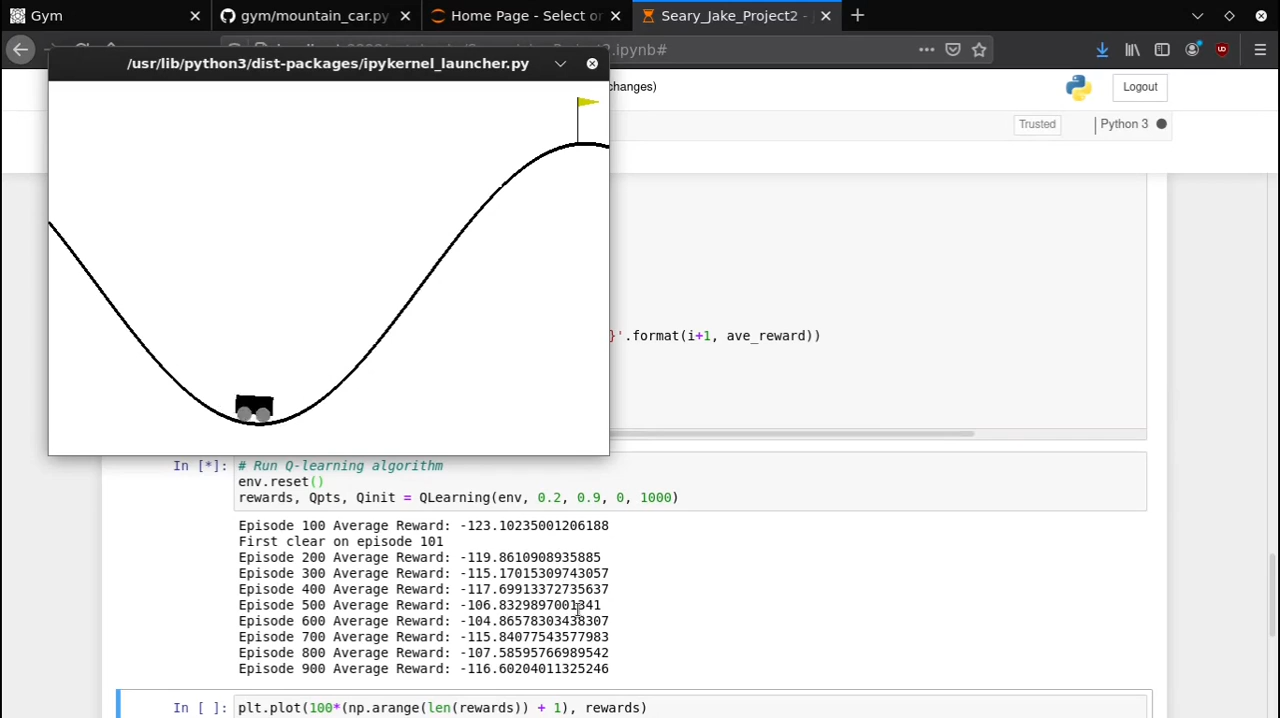 Gym
gym/mountain_car.py
Home Page - Select or
Seary_Jake_Project2 -
/usr/lib/python3/dist-packages/ipykernel_launcher.py
changes)
Logout
Trusted
Python 3
}'.format(i+1, ave_reward))
In [*]:
# Run Q-learning algorithm
env.reset()
rewards, Qpts, Qinit = QLearning(env, 0.2, 0.9, 0, 1000)
Episode 100 Average Reward: -123.10235001206188
First clear on episode 101
Episode 200 Average Reward: -119.8610908935885
Episode 300 Average Reward: -115.17015309743057
Episode 400 Average Reward: -117.69913372735637
Episode 500 Average Reward: -106.8329897001341
Episode 600 Average Reward: -104.86578303438307
Episode 700 Average Reward: -115.84077543577983
Episode 800 Average Reward: -107.58595766989542
Episode 900 Average Reward: -116.60204011325246
In [ ]:
plt.plot(100*(np.arange(len(rewards)) + 1), rewards)